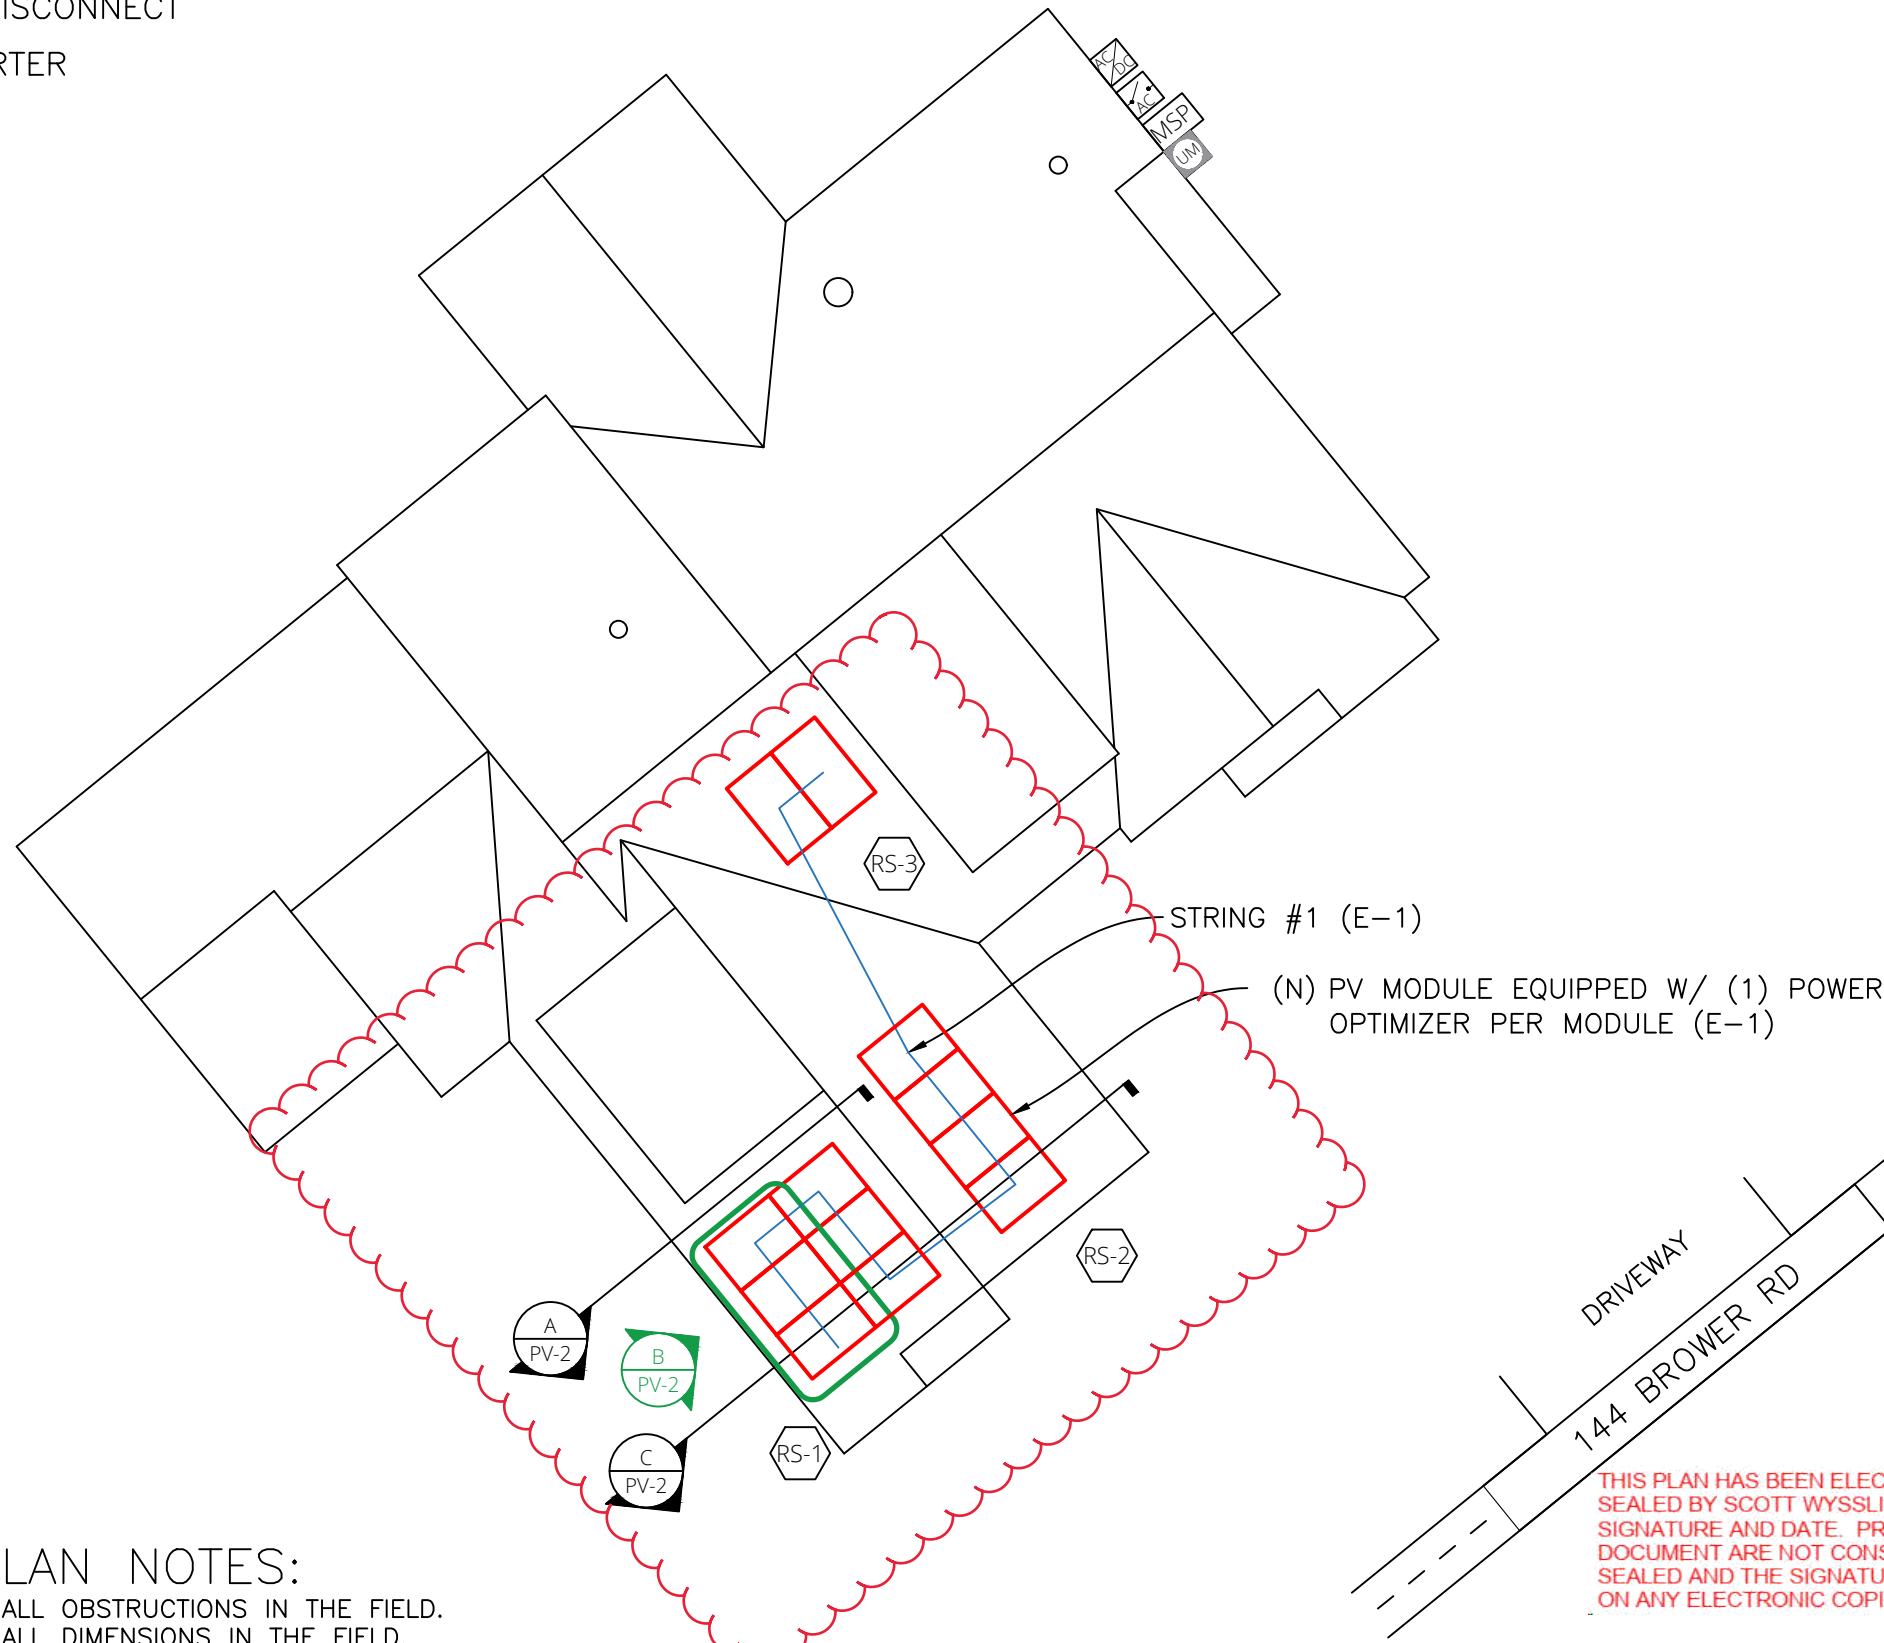 ISCONNECT
RTER
AC
DC
AC
MSP
UM
RS-3
STRING #1 (E-1)
(N) PV MODULE EQUIPPED W/ (1) POWER
OPTIMIZER PER MODULE (E-1)
RS-2
DRIVEWAY
144 BROWER RD
A
PV-2
B
PV-2
C
PV-2
RS-1
THIS PLAN HAS BEEN ELEC
SEALED BY SCOTT WYSSLI
SIGNATURE AND DATE. PR
DOCUMENT ARE NOT CONS
SEALED AND THE SIGNATU
ON ANY ELECTRONIC COPI
LAN NOTES:
ALL OBSTRUCTIONS IN THE FIELD.
ALL DIMENSIONS IN THE FIELD